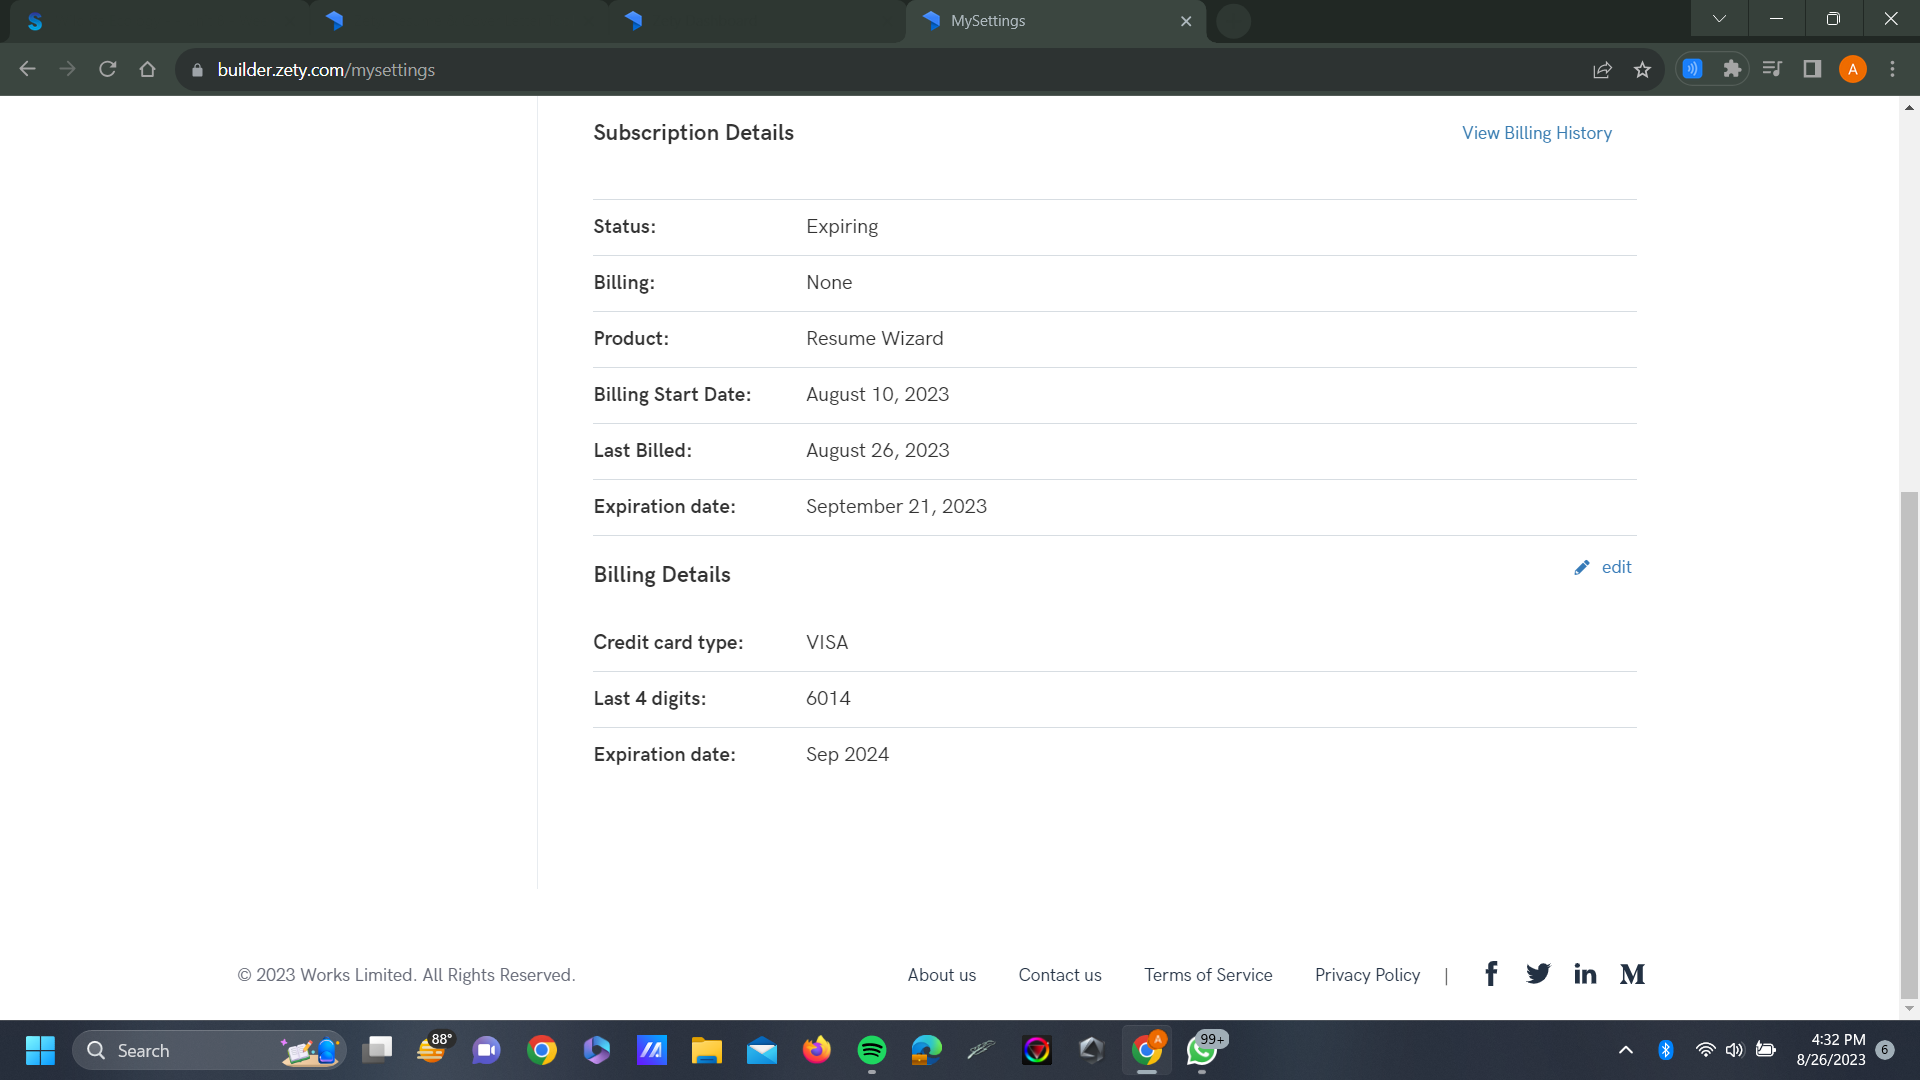 MySettings
builder.zety.com/mysettings
A
Subscription Details
View Billing History
Status: Expiring
Billing: None
Product: Resume Wizard
Billing Start Date: August 10, 2023
Last Billed: August 26, 2023
Expiration date: September 21, 2023
Billing Details
edit
Credit card type: VISA
Last 4 digits: 6014
Expiration date: Sep 2024
© 2023 Works Limited. All Rights Reserved.
About us Contact us Terms of Service Privacy Policy |
Search
88°
A
99+
4:32 PM
8/26/2023
6